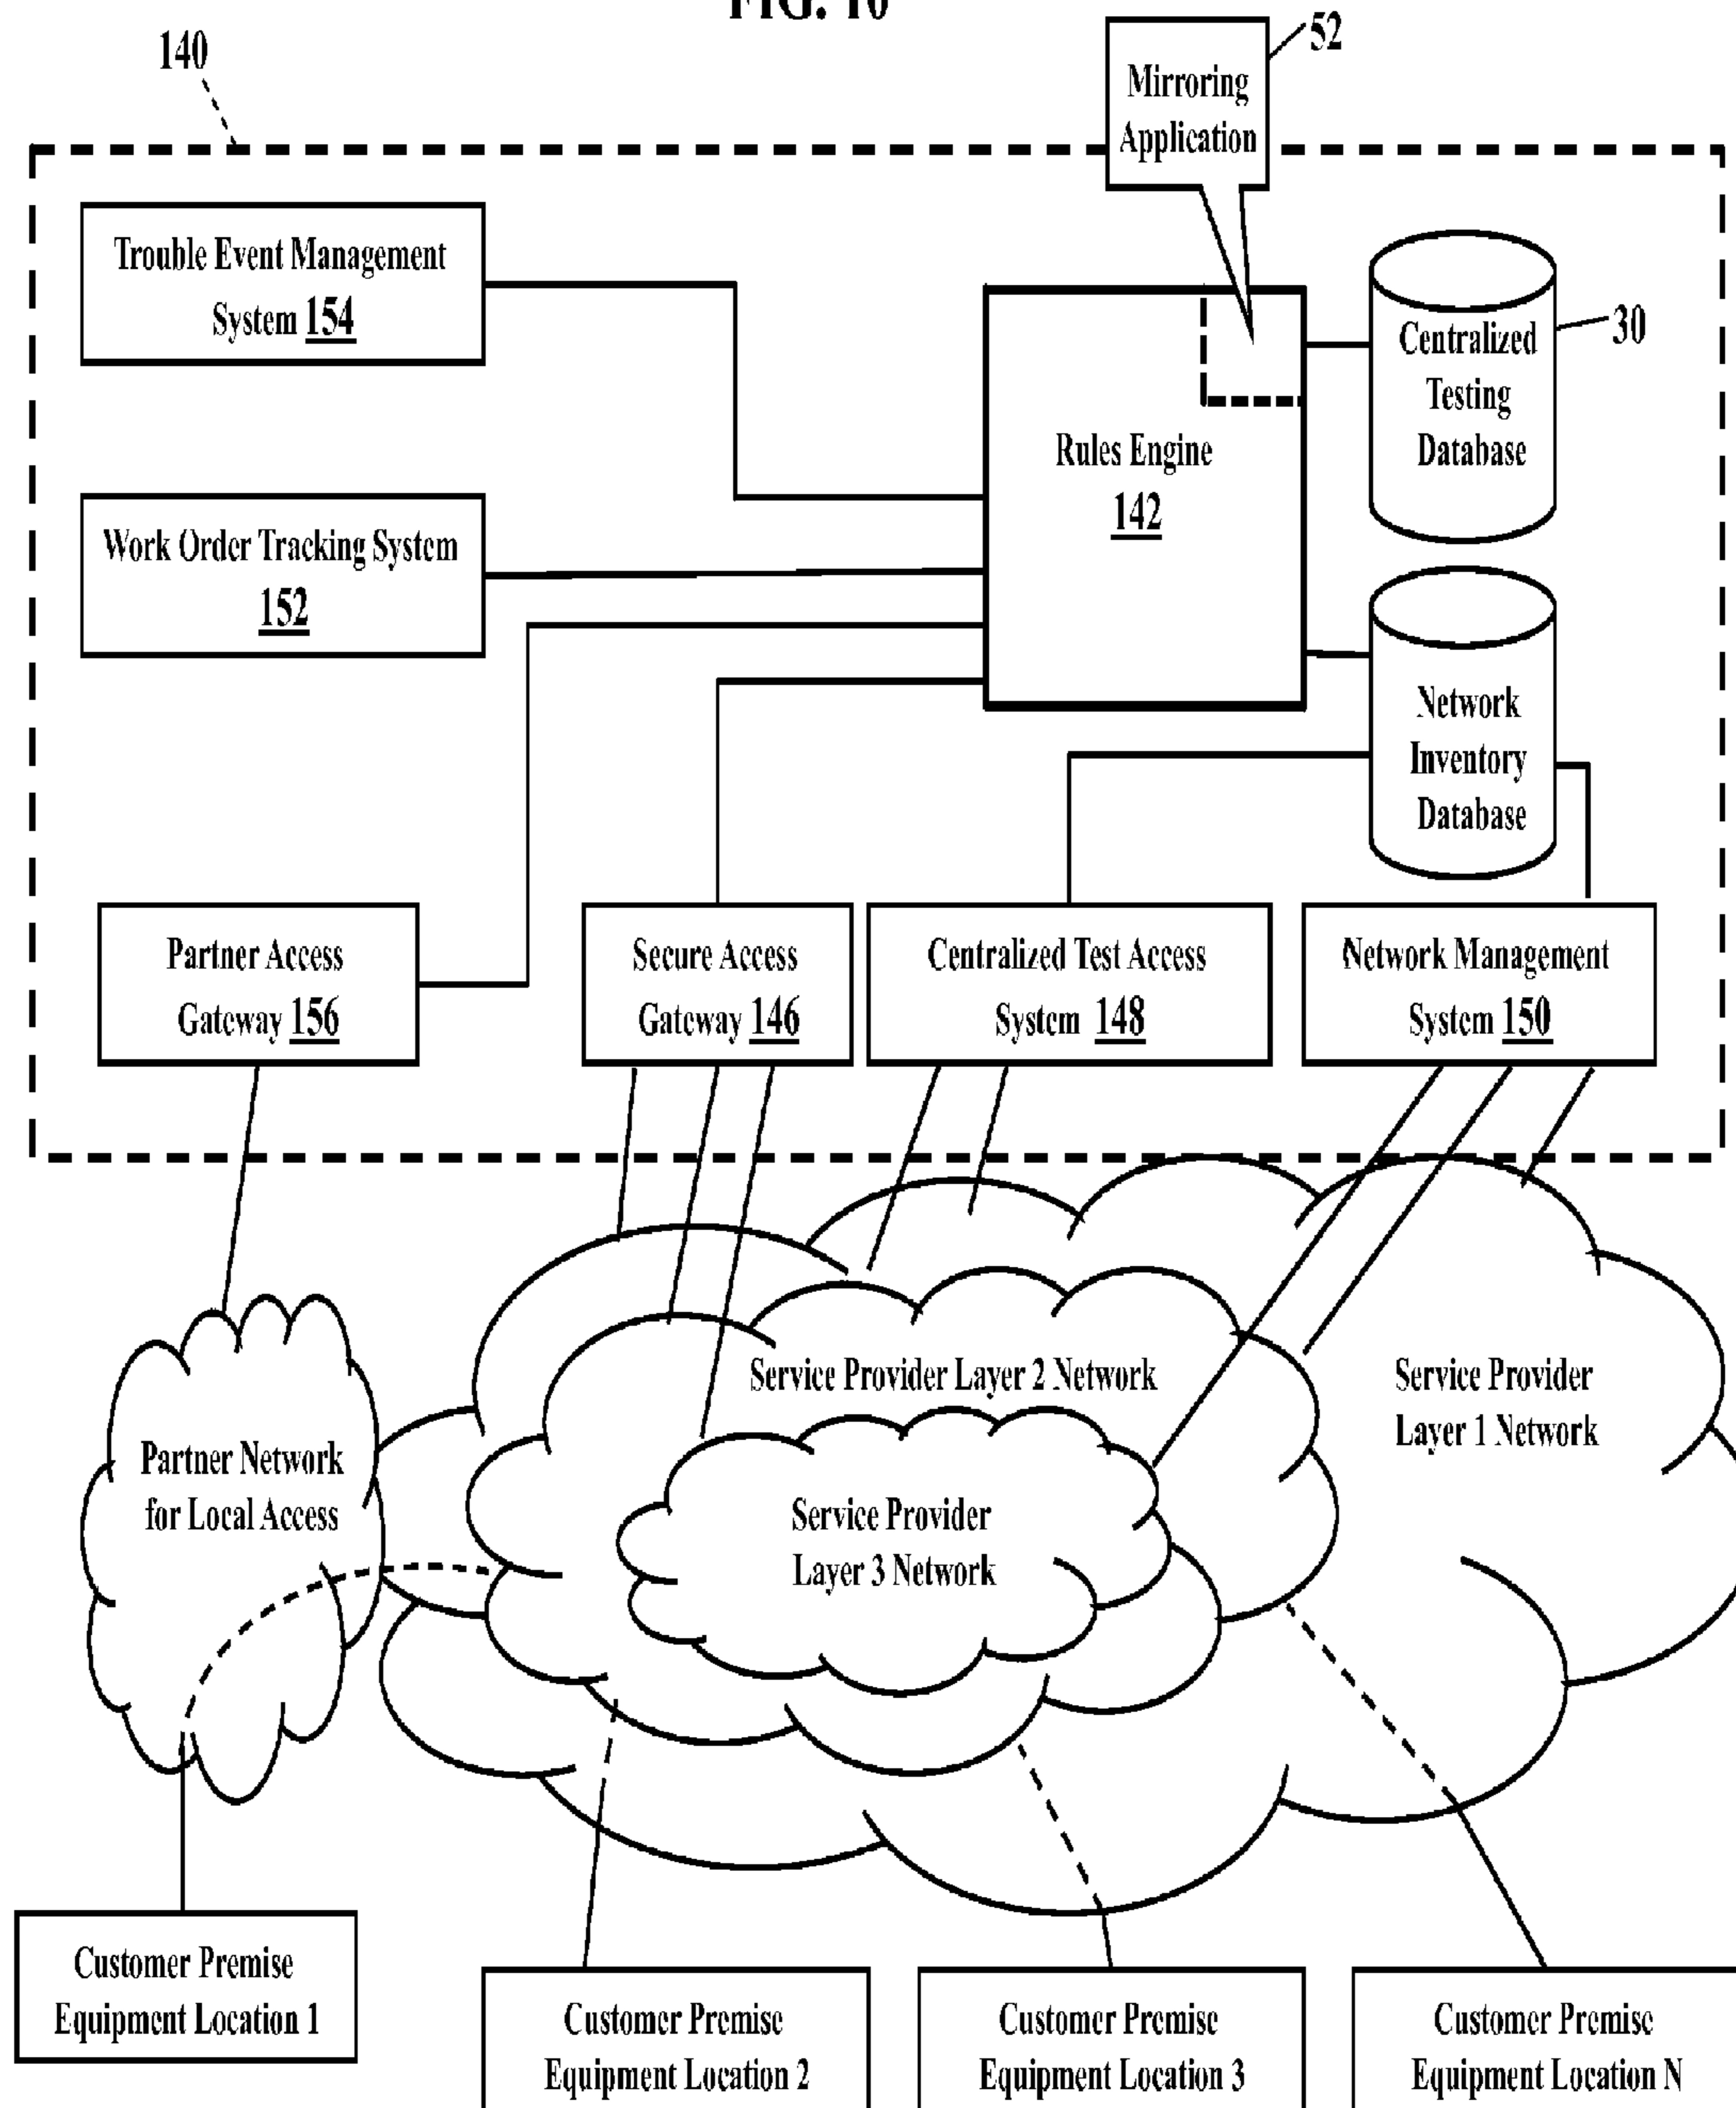 FIG. 10
140
52
Mirroring
Application
Trouble Event Management
System 154
30
Centralized
Testing
Database
Rules Engine
142
Work Order Tracking System
152
Network
Inventory
Database
Partner Access
Gateway 156
Secure Access
Gateway 146
Centralized Test Access
System 148
Network Management
System 150
Service Provider Layer 2 Network
Service Provider
Layer 1 Network
Partner Network
for Local Access
Service Provider
Layer 3 Network
Customer Premise
Equipment Location 1
Customer Premise
Equipment Location 2
Customer Premise
Equipment Location 3
Customer Premise
Equipment Location N